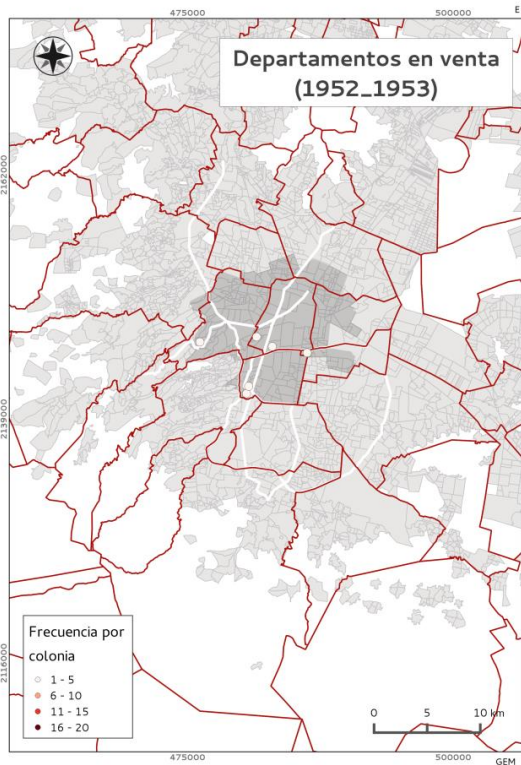 475000
500000
E
Departamentos en venta
(1952_1953)
2162000
2139000
2116000
Frecuencia por
colonia
1 - 5
6 - 10
11 - 15
16 - 20
0
5
10 km
475000
500000
GEM